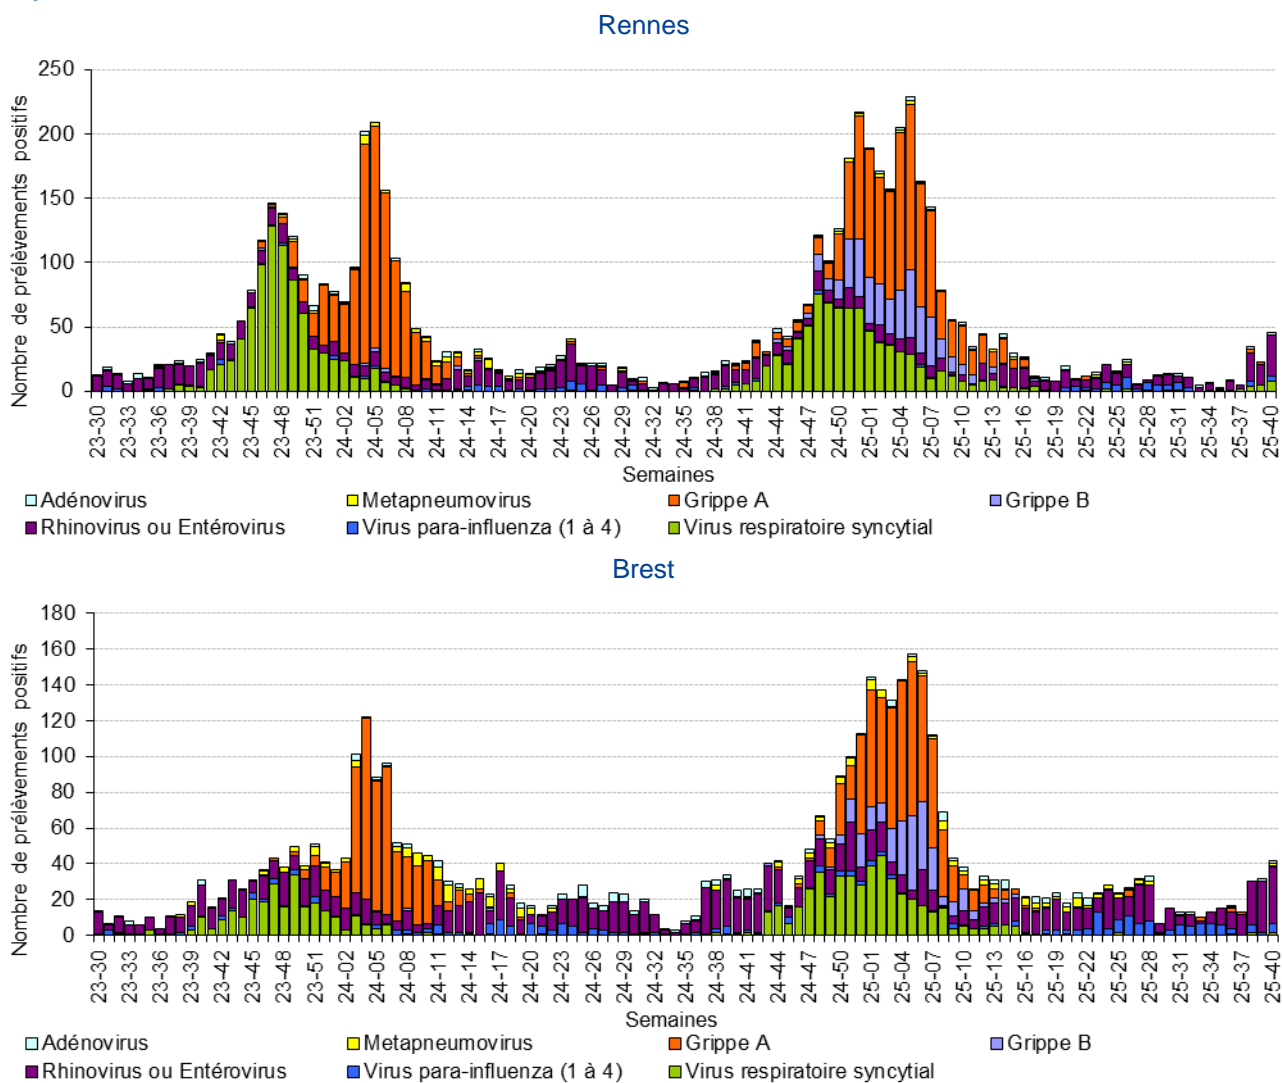 Rennes
Nombre de prélèvements positifs
250
200
150
100
50
0
23-30 23-33 23-36 23-39 23-42 23-45 23-48 23-51 24-02 24-05 24-08 24-11 24-14 24-17 24-20 24-23 24-26 24-29 24-32 24-35 24-38 24-41 24-44 24-47 24-50 25-01 25-04 25-07 25-10 25-13 25-16 25-19 25-22 25-25 25-28 25-31 25-34 25-37 25-40
Semaines
Adénovirus Metapneumovirus Grippe A Grippe B
Rhinovirus ou Entérovirus Virus para-influenza (1 à 4) Virus respiratoire syncytial
Brest
Nombre de prélèvements positifs
180
160
140
120
100
80
60
40
20
0
23-30 23-33 23-36 23-39 23-42 23-45 23-48 23-51 24-02 24-05 24-08 24-11 24-14 24-17 24-20 24-23 24-26 24-29 24-32 24-35 24-38 24-41 24-44 24-47 24-50 25-01 25-04 25-07 25-10 25-13 25-16 25-19 25-22 25-25 25-28 25-31 25-34 25-37 25-40
Semaines
Adénovirus Metapneumovirus Grippe A Grippe B
Rhinovirus ou Entérovirus Virus para-influenza (1 à 4) Virus respiratoire syncytial